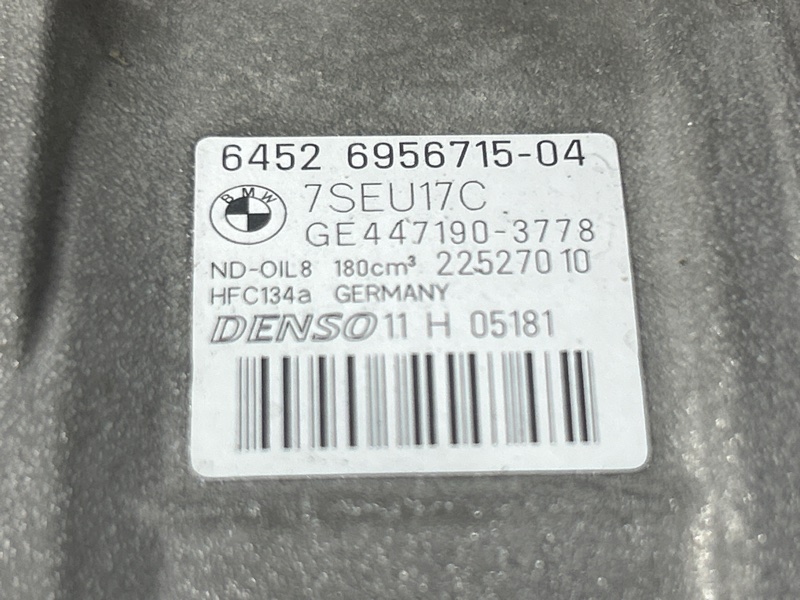 6452 6956715-04
BMW 7SEU17C
GE447190-3778
ND-OIL8 180cm³ 22527010
HFC134a GERMANY
DENSO 11 H 05181